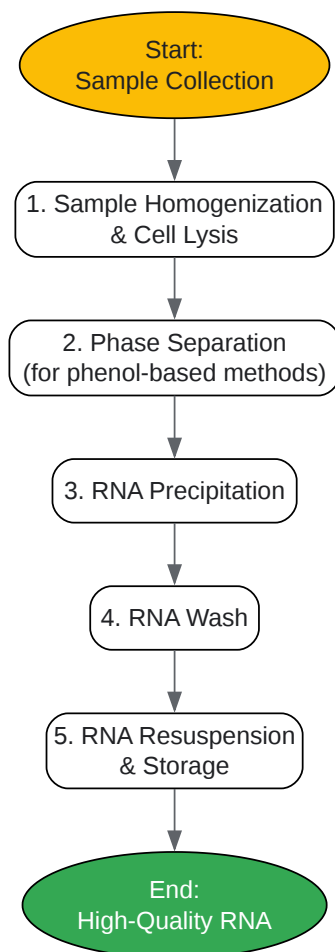 Start:
Sample Collection
1. Sample Homogenization
& Cell Lysis
2. Phase Separation
(for phenol-based methods)
3. RNA Precipitation
4. RNA Wash
5. RNA Resuspension
& Storage
End:
High-Quality RNA